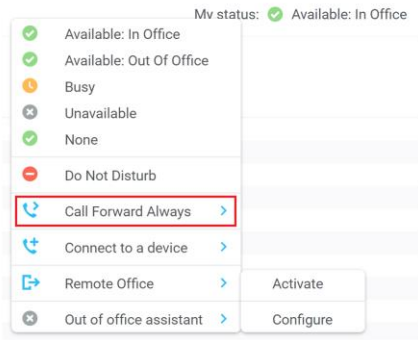 My status: Available: In Office
Available: In Office
Available: Out Of Office
Busy
Unavailable
None
Do Not Disturb
Call Forward Always
Connect to a device
Remote Office
Activate
Out of office assistant
Configure